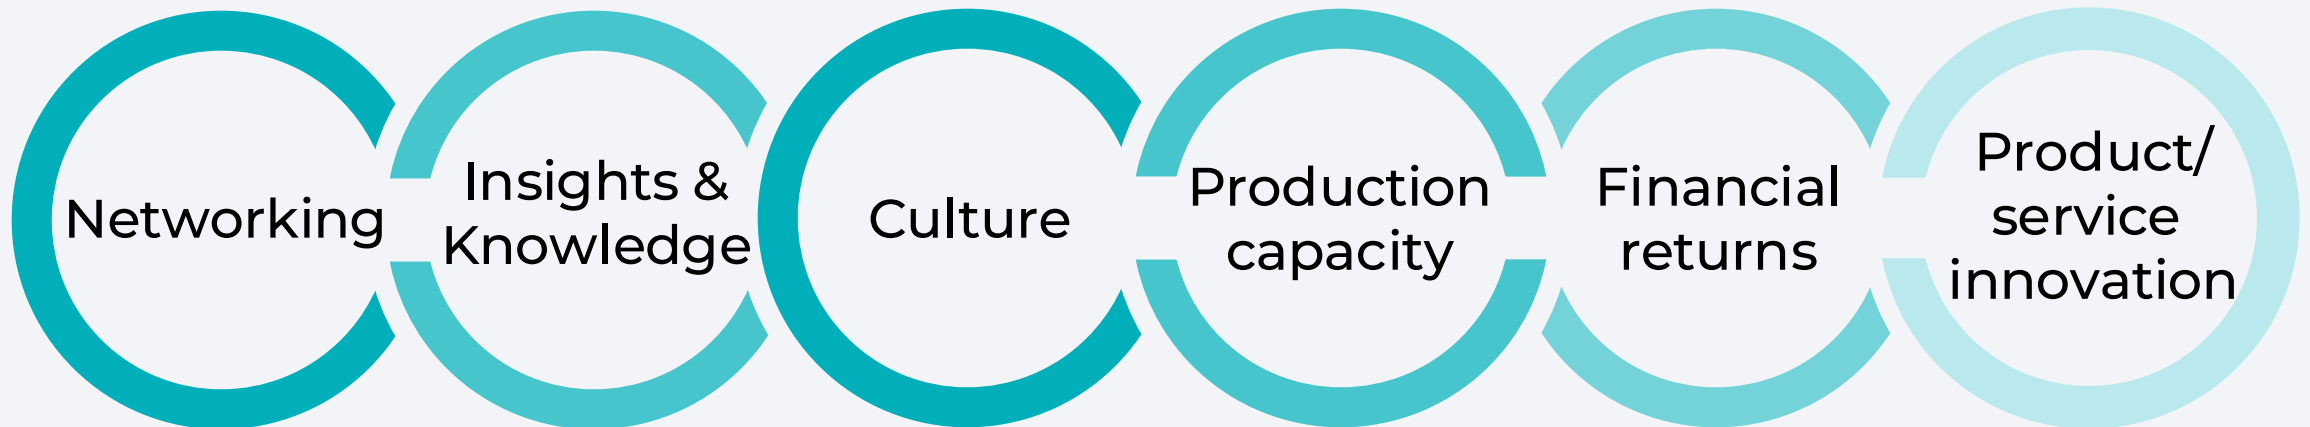 Networking
Insights &
Knowledge
Culture
Production
capacity
Financial
returns
Product/
service
innovation